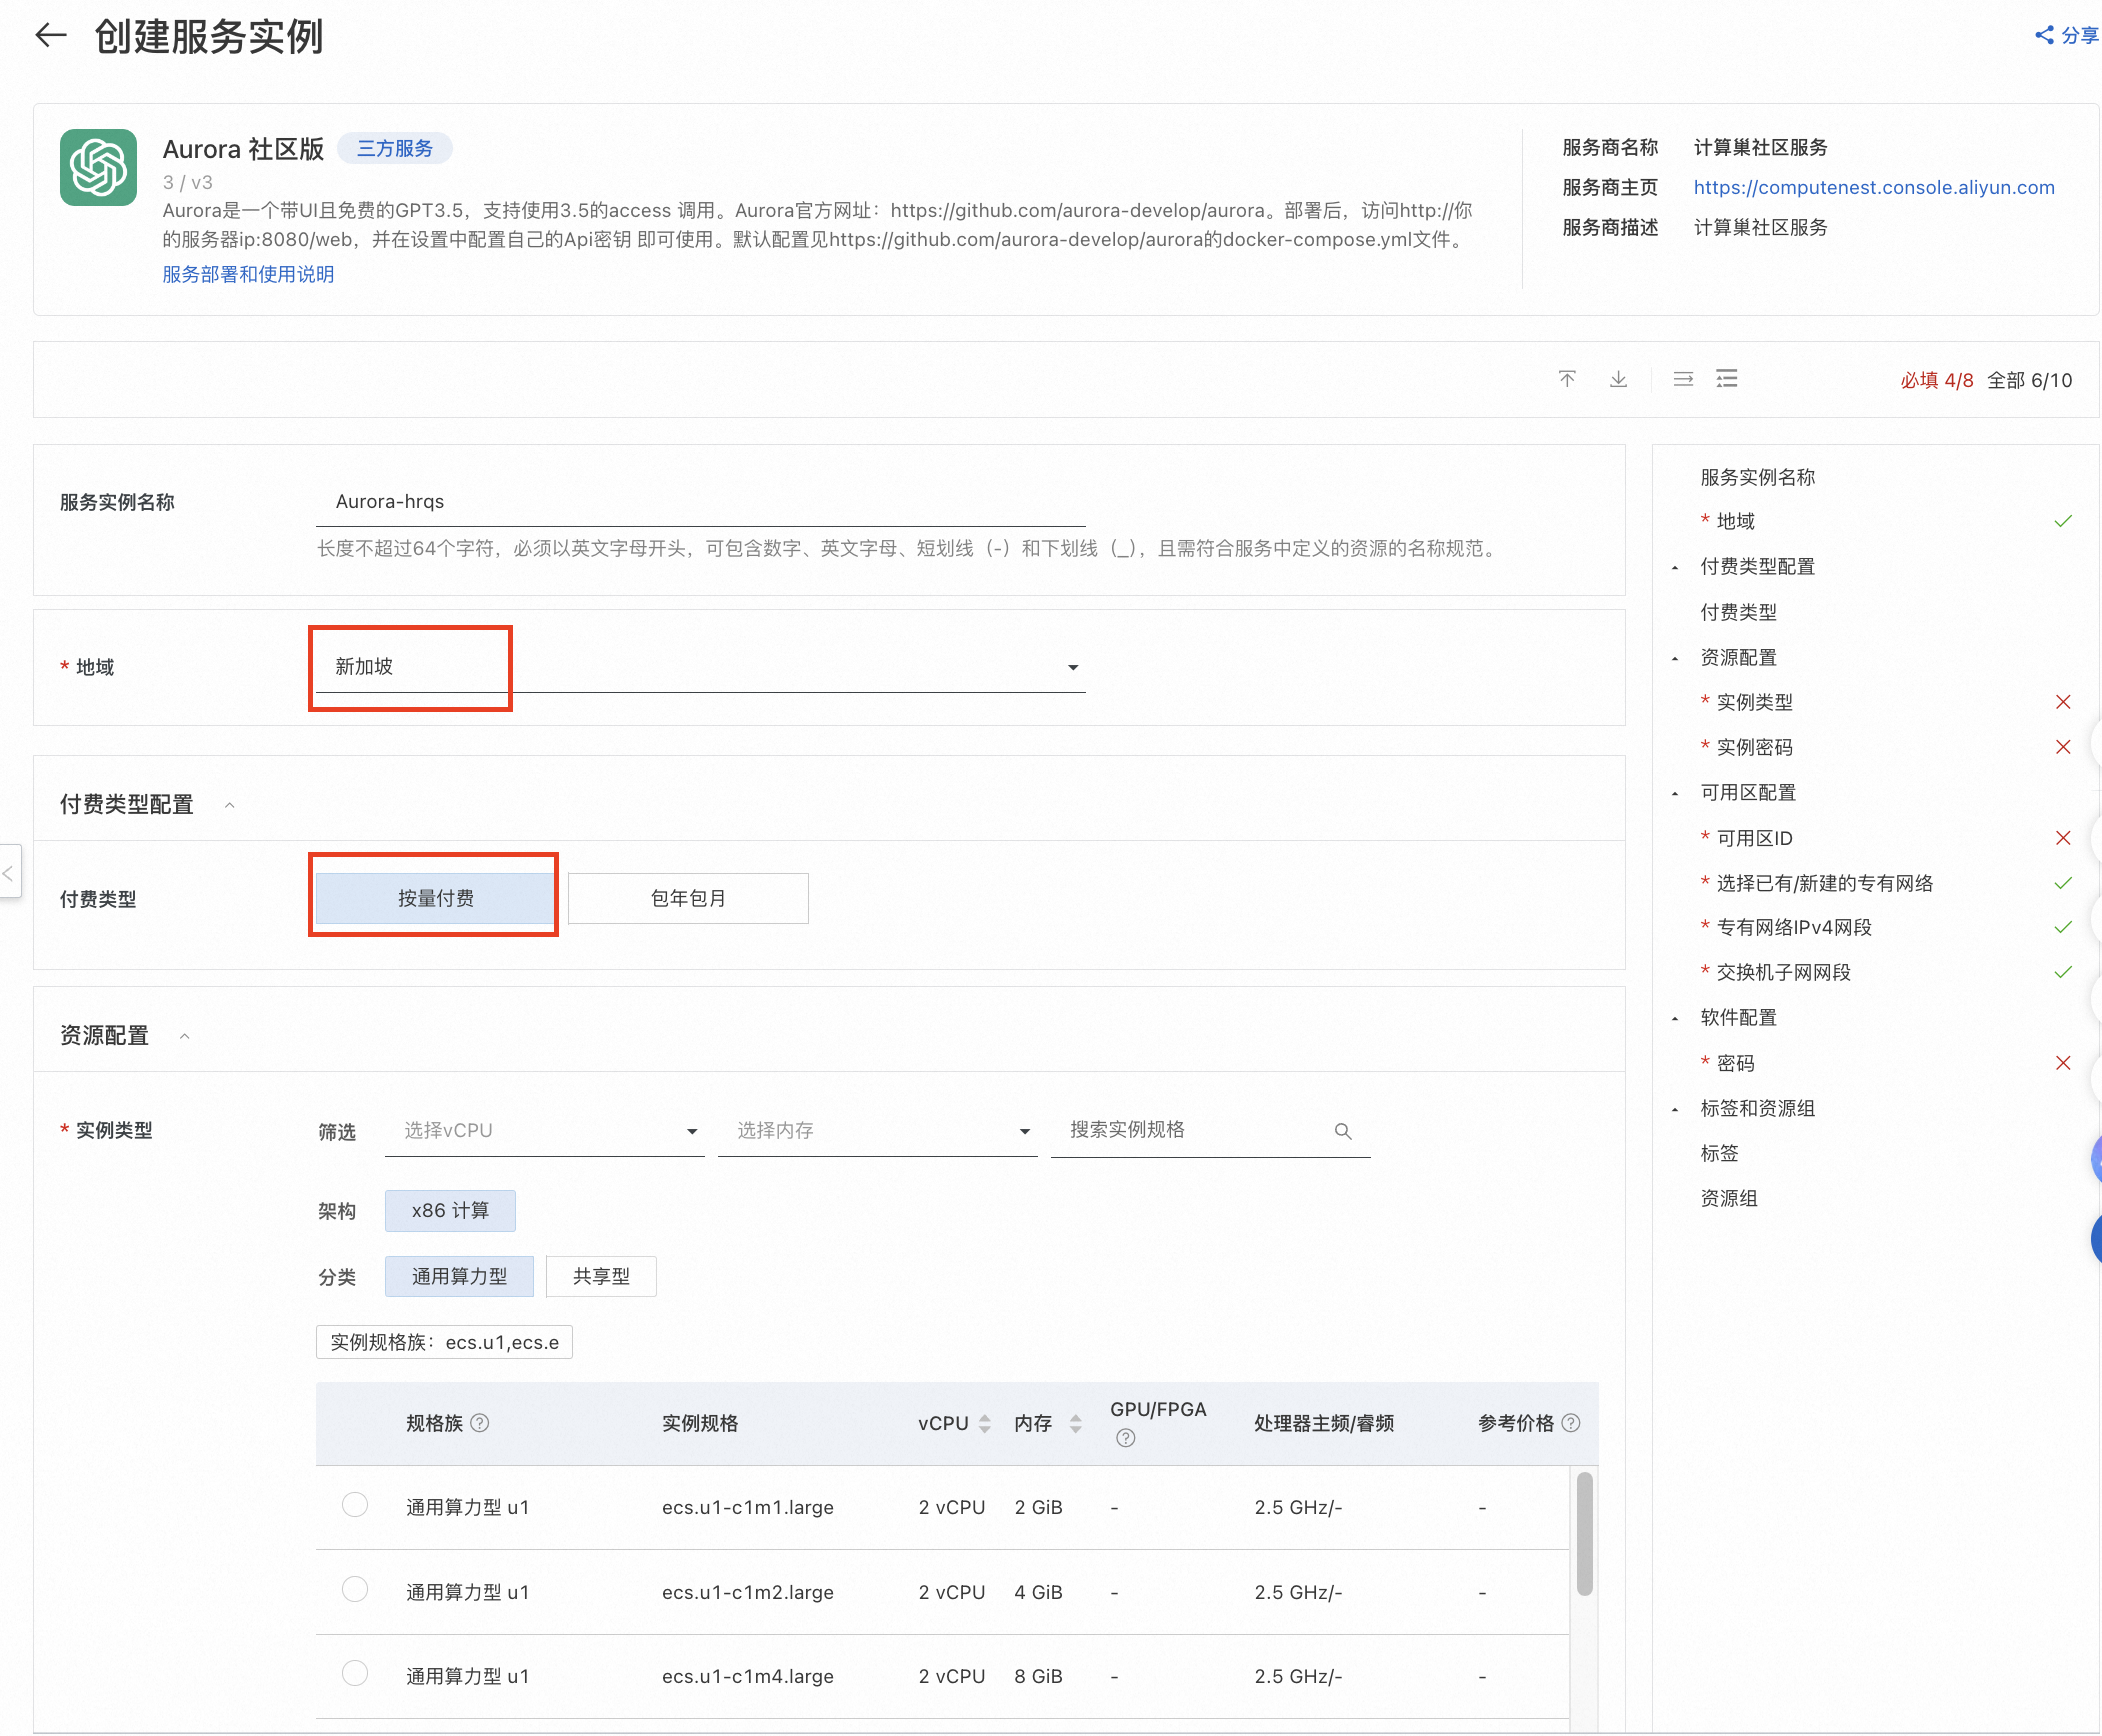 创建服务实例
分享
Aurora 社区版 三方服务
3 / v3
Aurora是一个带UI且免费的GPT3.5，支持使用3.5的access 调用。Aurora官方网址：https://github.com/aurora-develop/aurora。部署后，访问http://你
的服务器ip:8080/web，并在设置中配置自己的Api密钥 即可使用。默认配置见https://github.com/aurora-develop/aurora的docker-compose.yml文件。
服务部署和使用说明
服务商名称 计算巢社区服务
服务商主页 https://computenest.console.aliyun.com
服务商描述 计算巢社区服务
必填 4/8 全部 6/10
服务实例名称 Aurora-hrqs
长度不超过64个字符，必须以英文字母开头，可包含数字、英文字母、短划线（-）和下划线（_），且需符合服务中定义的资源的名称规范。
* 地域 新加坡
付费类型配置
付费类型 按量付费 包年包月
资源配置
* 实例类型 筛选 选择vCPU 选择内存 搜索实例规格
架构 x86 计算
分类 通用算力型 共享型
实例规格族：ecs.u1,ecs.e
规格族 实例规格 vCPU 内存 GPU/FPGA 处理器主频/睿频 参考价格
通用算力型 u1 ecs.u1-c1m1.large 2 vCPU 2 GiB - 2.5 GHz/- -
通用算力型 u1 ecs.u1-c1m2.large 2 vCPU 4 GiB - 2.5 GHz/- -
通用算力型 u1 ecs.u1-c1m4.large 2 vCPU 8 GiB - 2.5 GHz/- -
服务实例名称
* 地域
付费类型配置
付费类型
资源配置
* 实例类型
* 实例密码
可用区配置
* 可用区ID
* 选择已有/新建的专有网络
* 专有网络IPv4网段
* 交换机子网网段
软件配置
* 密码
标签和资源组
标签
资源组